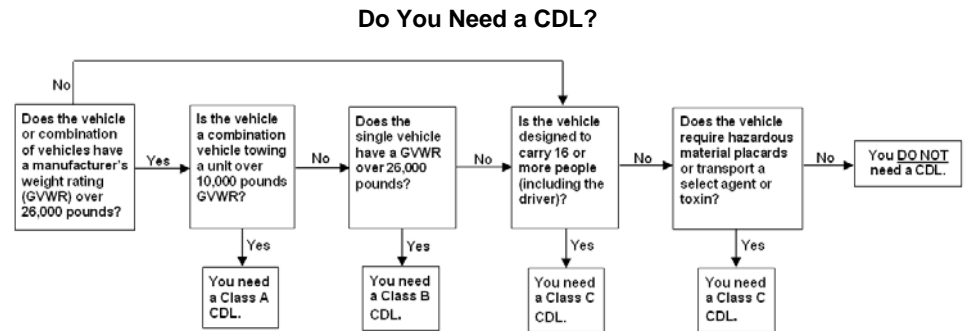 Do You Need a CDL?
No
Does the vehicle
or combination
of vehicles have
a manufacturer's
weight rating
(GVWR) over
26,000 pounds?
Yes
Is the vehicle
a combination
vehicle towing
a unit over
10,000 pounds
GVWR?
No
Does the
single vehicle
have a GVWR
over 26,000
pounds?
No
Is the vehicle
designed to
carry 16 or
more people
(including the
driver)?
No
Does the vehicle
require hazardous
material placards
or transport a
select agent or
toxin?
No
You DO NOT
need a CDL.
Yes
Yes
Yes
Yes
You need
a Class A
CDL.
You need
a Class B
CDL.
You need
a Class C
CDL.
You need
a Class C
CDL.